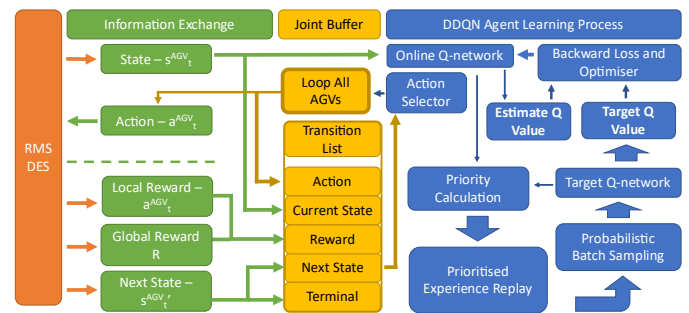 Information Exchange
Joint Buffer
DDQN Agent Learning Process
RMS
DES
State – s^AGV_t
Action – a^AGV_t
Local Reward –
a^AGV_t
Global Reward
R
Next State –
s^AGV_t′
Loop All
AGVs
Transition
List
Action
Current State
Reward
Next State
Terminal
Online Q-network
Backward Loss and
Optimiser
Action
Selector
Estimate Q
Value
Target Q
Value
Priority
Calculation
Target Q-network
Probabilistic
Batch Sampling
Prioritised
Experience Replay